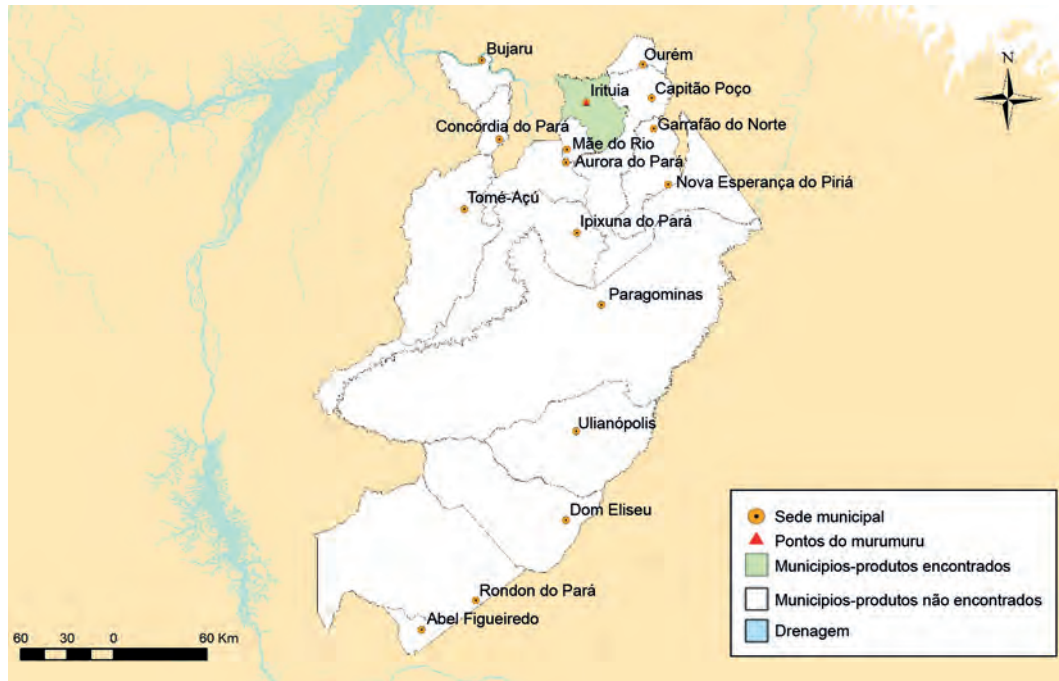 Bujaru
Ourém
N
Irituia
Capitão Poço
Concórdia do Pará
Garrafão do Norte
Mãe do Rio
Aurora do Pará
Nova Esperança do Piriá
Tomé-Açú
Ipixuna do Pará
Paragominas
Ulianópolis
Dom Eliseu
Rondon do Pará
Abel Figueiredo
60 30 0 60 Km
Sede municipal
Pontos do murumuru
Municipios-produtos encontrados
Municipios-produtos não encontrados
Drenagem